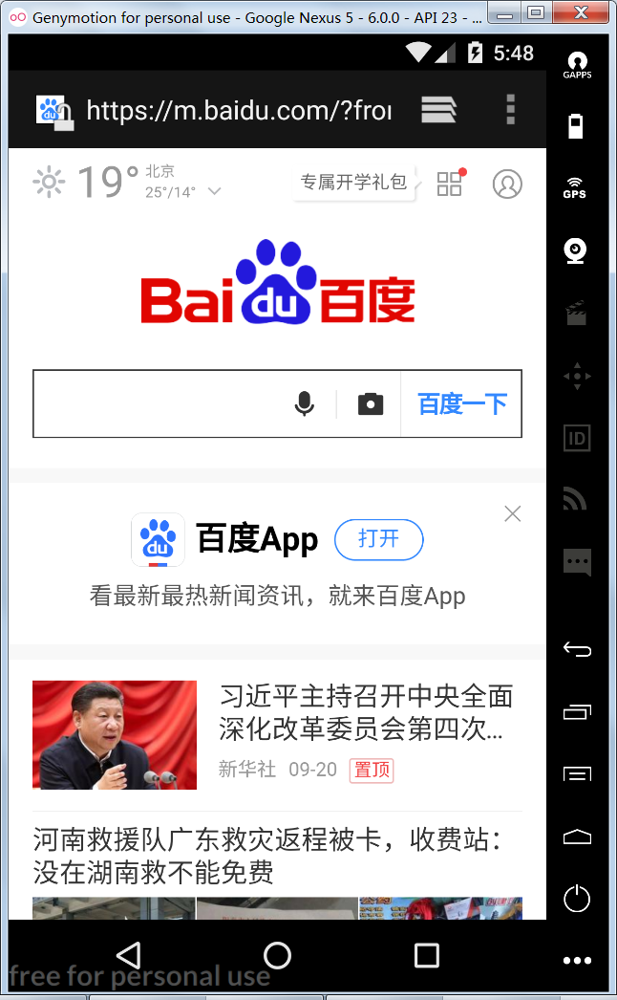 Genymotion for personal use - Google Nexus 5 - 6.0.0 - API 23 - ...
5:48
GAPPS
https://m.baidu.com/?fror
19° 北京
25°/14°
专属开学礼包
GPS
Bai du 百度
百度一下
ID
du 百度App 打开
看最新最热新闻资讯，就来百度App
习近平主持召开中央全面
深化改革委员会第四次...
新华社 09-20 置顶
河南救援队广东救灾返程被卡，收费站：
没在湖南救不能免费
free for personal use